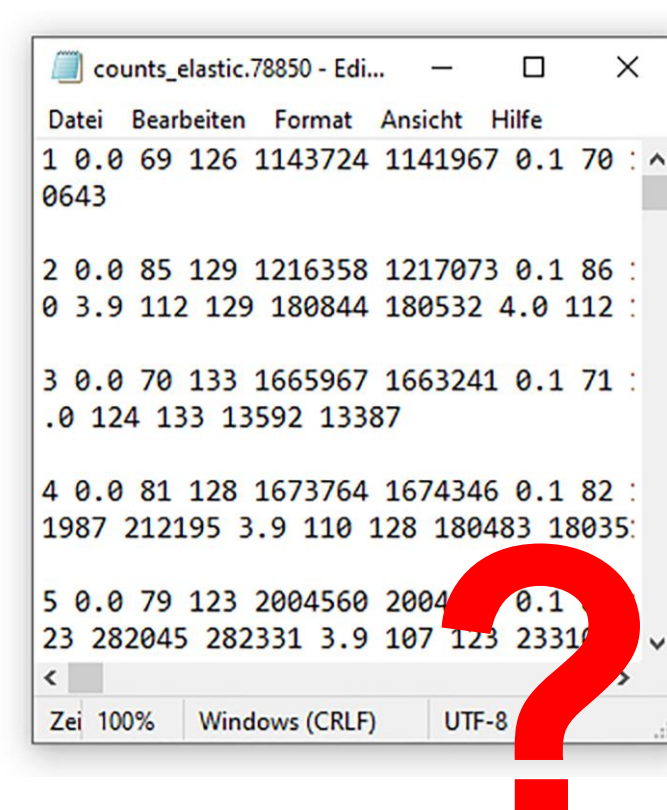 counts_elastic.78850 - Edi...
Datei Bearbeiten Format Ansicht Hilfe
1 0.0 69 126 1143724 1141967 0.1 70
0643
2 0.0 85 129 1216358 1217073 0.1 86
0 3.9 112 129 180844 180532 4.0 112
3 0.0 70 133 1665967 1663241 0.1 71
.0 124 133 13592 13387
4 0.0 81 128 1673764 1674346 0.1 82
1987 212195 3.9 110 128 180483 18035
5 0.0 79 123 2004560 2004 0.1
23 282045 282331 3.9 107 123
Zei 100% Windows (CRLF) UTF-8
?